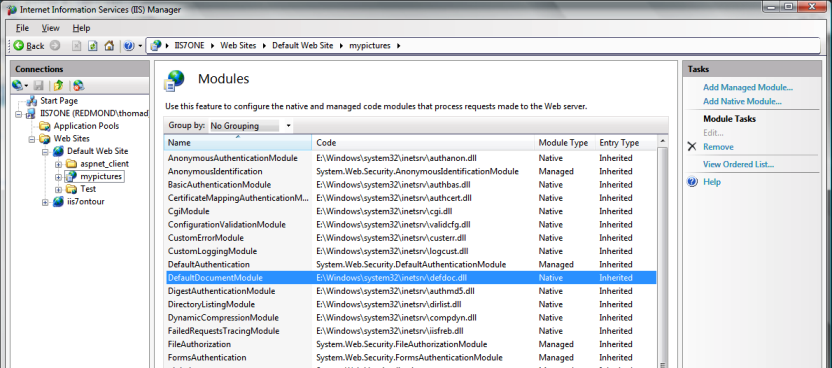 Internet Information Services (IIS) Manager
File View Help
Back
IIS7ONE Web Sites Default Web Site mypictures
Connections
Start Page
IIS7ONE (REDMOND\thomad)
Application Pools
Web Sites
Default Web Site
aspnet_client
mypictures
Test
iis7ontour
Modules
Use this feature to configure the native and managed code modules that process requests made to the Web server.
Group by: No Grouping
Name Code Module Type Entry Type
AnonymousAuthenticationModule E:\Windows\system32\inetsrv\authanon.dll Native Inherited
AnonymousIdentification System.Web.Security.AnonymousIdentificationModule Managed Inherited
BasicAuthenticationModule E:\Windows\system32\inetsrv\authbas.dll Native Inherited
CertificateMappingAuthenticationM... E:\Windows\system32\inetsrv\authcert.dll Native Inherited
CgiModule E:\Windows\system32\inetsrv\cgi.dll Native Inherited
ConfigurationValidationModule E:\Windows\system32\inetsrv\validcfg.dll Native Inherited
CustomErrorModule E:\Windows\system32\inetsrv\custerr.dll Native Inherited
CustomLoggingModule E:\Windows\system32\inetsrv\logcust.dll Native Inherited
DefaultAuthentication System.Web.Security.DefaultAuthenticationModule Managed Inherited
DefaultDocumentModule E:\Windows\system32\inetsrv\defdoc.dll Native Inherited
DigestAuthenticationModule E:\Windows\system32\inetsrv\authmd5.dll Native Inherited
DirectoryListingModule E:\Windows\system32\inetsrv\dirlist.dll Native Inherited
DynamicCompressionModule E:\Windows\system32\inetsrv\compdyn.dll Native Inherited
FailedRequestsTracingModule E:\Windows\system32\inetsrv\iisfreb.dll Native Inherited
FileAuthorization System.Web.Security.FileAuthorizationModule Managed Inherited
FormsAuthentication System.Web.Security.FormsAuthenticationModule Managed Inherited
Tasks
Add Managed Module...
Add Native Module...
Module Tasks
Edit...
Remove
View Ordered List...
Help